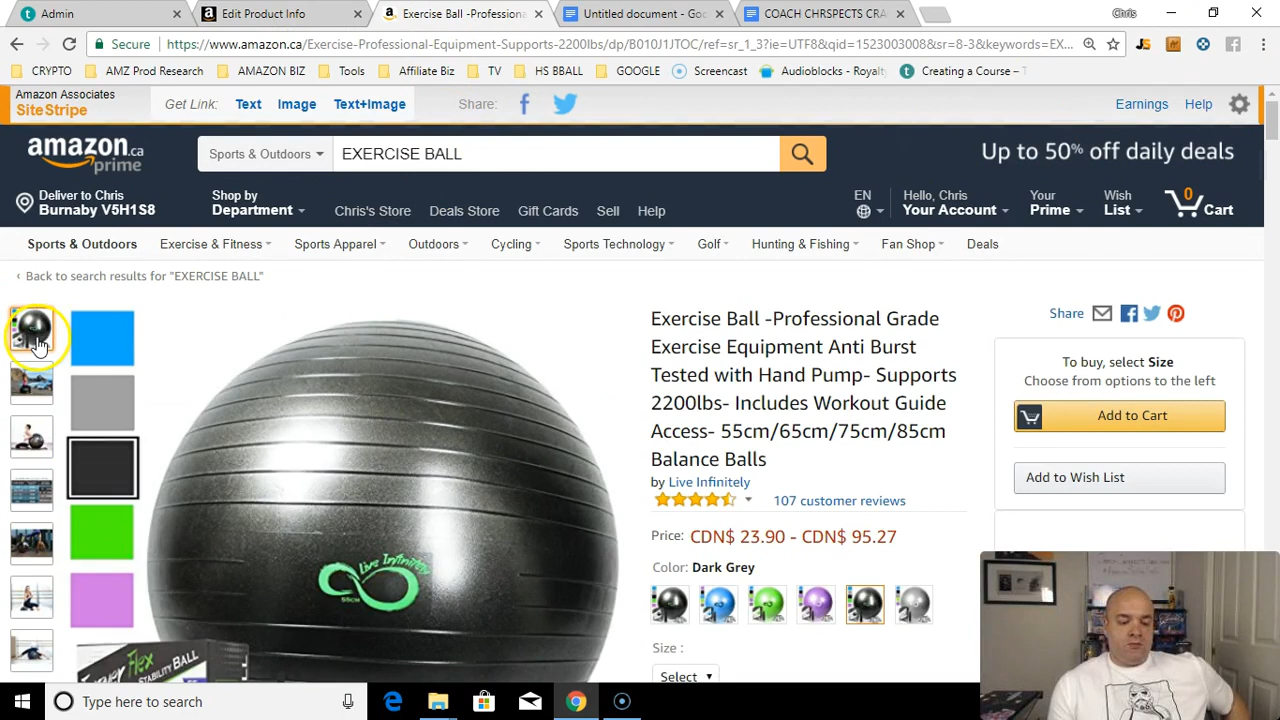 Admin
Edit Product Info
Exercise Ball -Professional
Untitled document - Goo
COACH CHRSPECTS CRA
Chris
Secure
https://www.amazon.ca/Exercise-Professional-Equipment-Supports-2200lbs/dp/B010J1JTOC/ref=sr_1_3?ie=UTF8&qid=1523003008&sr=8-3&keywords=EX...
CRYPTO
AMZ Prod Research
AMAZON BIZ
Tools
Affiliate Biz
TV
HS BBALL
GOOGLE
Screencast
Audioblocks - Royalty
Creating a Course – T
Amazon Associates
SiteStripe
Get Link: Text Image Text+Image
Share:
Earnings Help
amazon.ca
prime
Sports & Outdoors
EXERCISE BALL
Up to 50% off daily deals
Deliver to Chris
Burnaby V5H1S8
Shop by
Department
Chris's Store Deals Store Gift Cards Sell Help
EN
Hello, Chris
Your Account
Your
Prime
Wish
List
0
Cart
Sports & Outdoors Exercise & Fitness Sports Apparel Outdoors Cycling Sports Technology Golf Hunting & Fishing Fan Shop Deals
‹ Back to search results for "EXERCISE BALL"
Exercise Ball -Professional Grade
Exercise Equipment Anti Burst
Tested with Hand Pump- Supports
2200lbs- Includes Workout Guide
Access- 55cm/65cm/75cm/85cm
Balance Balls
by Live Infinitely
107 customer reviews
Price: CDN$ 23.90 - CDN$ 95.27
Color: Dark Grey
Size :
Select
Share
To buy, select Size
Choose from options to the left
Add to Cart
Add to Wish List
Live Infinitely
55CM
Flex
STABILITY BALL
Type here to search